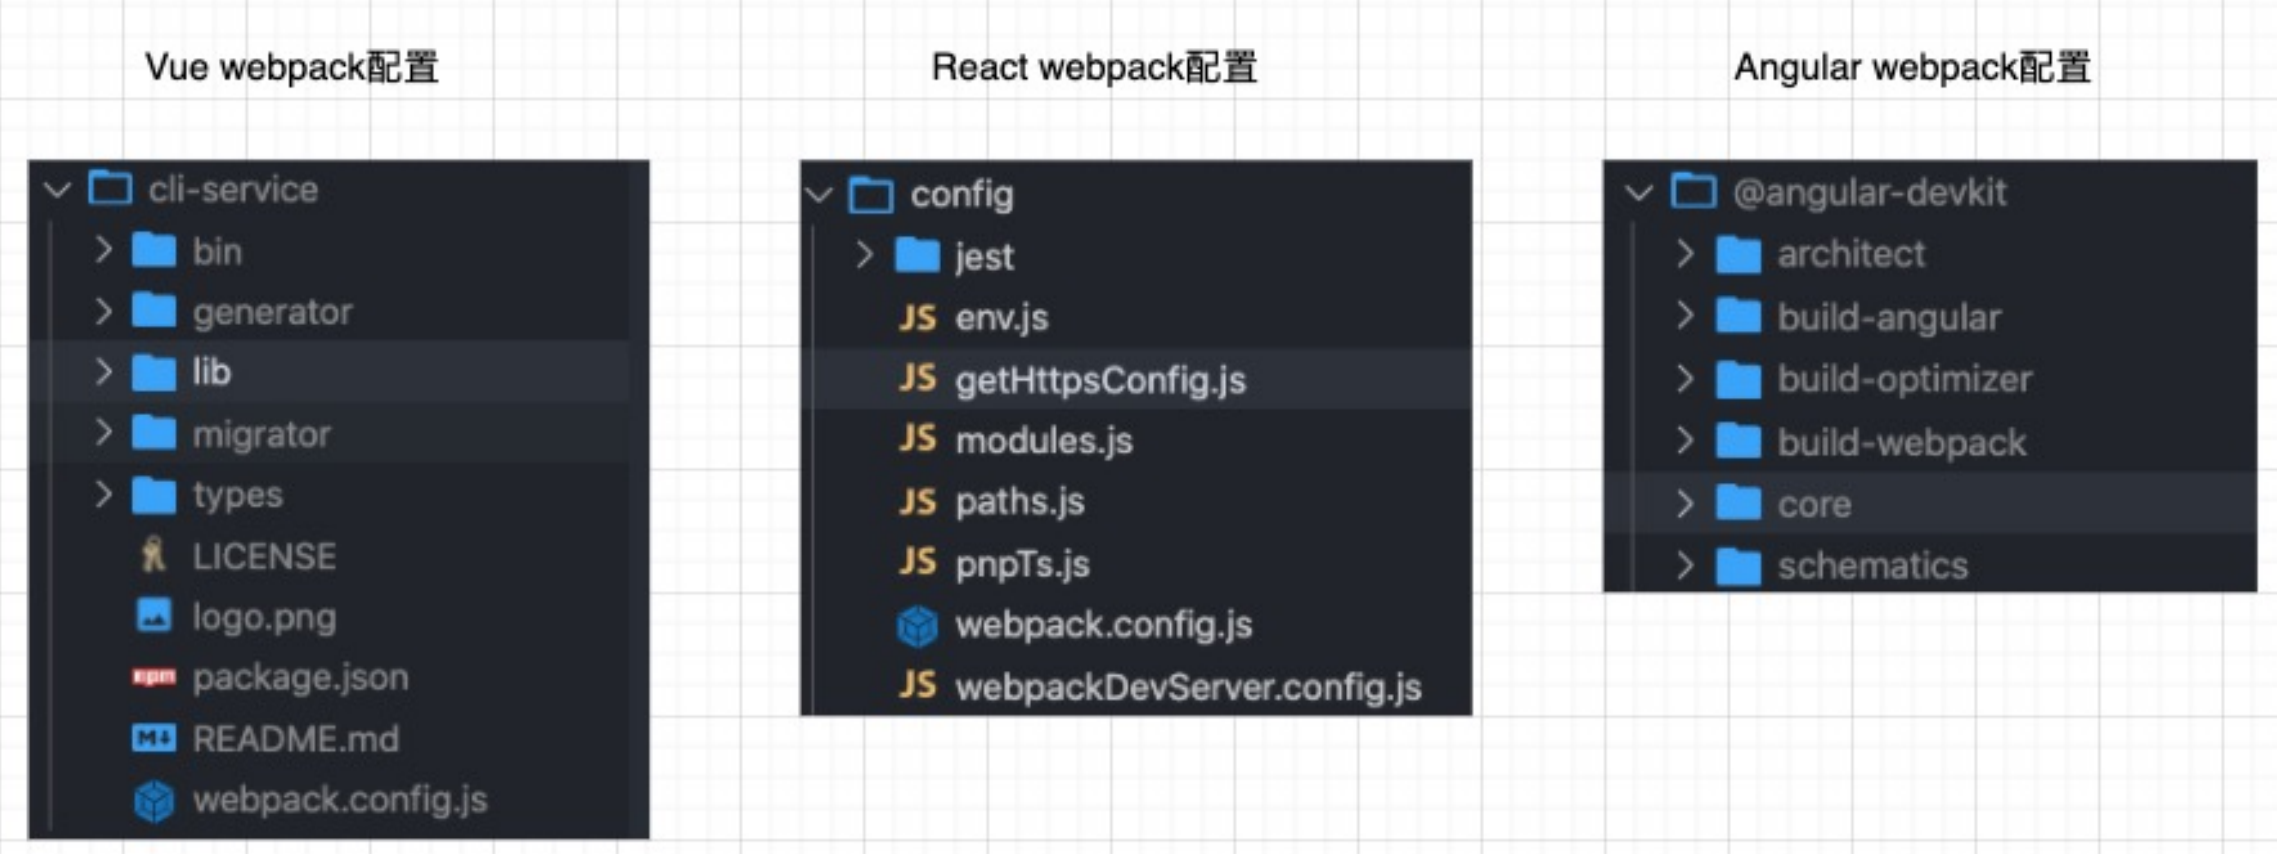 Vue webpack配置
cli-service
bin
generator
lib
migrator
types
LICENSE
logo.png
npm package.json
M↓ README.md
webpack.config.js
React webpack配置
config
jest
JS env.js
JS getHttpsConfig.js
JS modules.js
JS paths.js
JS pnpTs.js
webpack.config.js
JS webpackDevServer.config.js
Angular webpack配置
@angular-devkit
architect
build-angular
build-optimizer
build-webpack
core
schematics